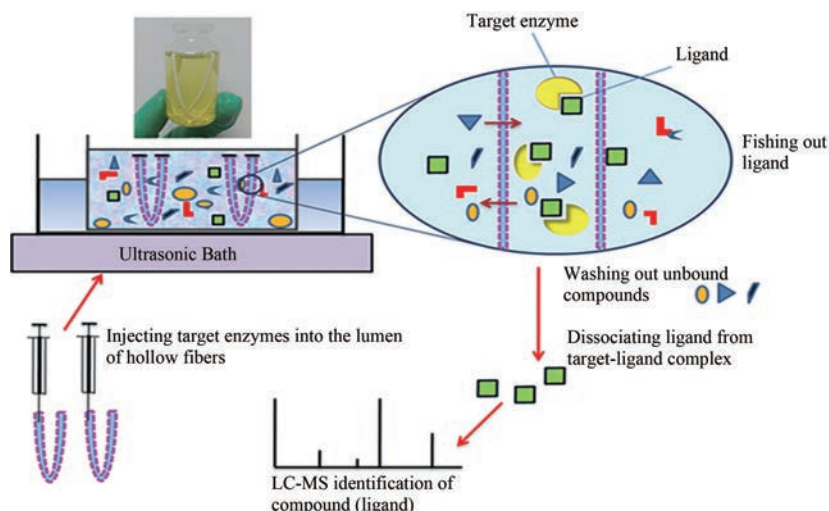 Target enzyme
Ligand
Fishing out
ligand
Ultrasonic Bath
Washing out unbound
compounds
Injecting target enzymes into the lumen
of hollow fibers
Dissociating ligand from
target-ligand complex
LC-MS identification of
compound (ligand)